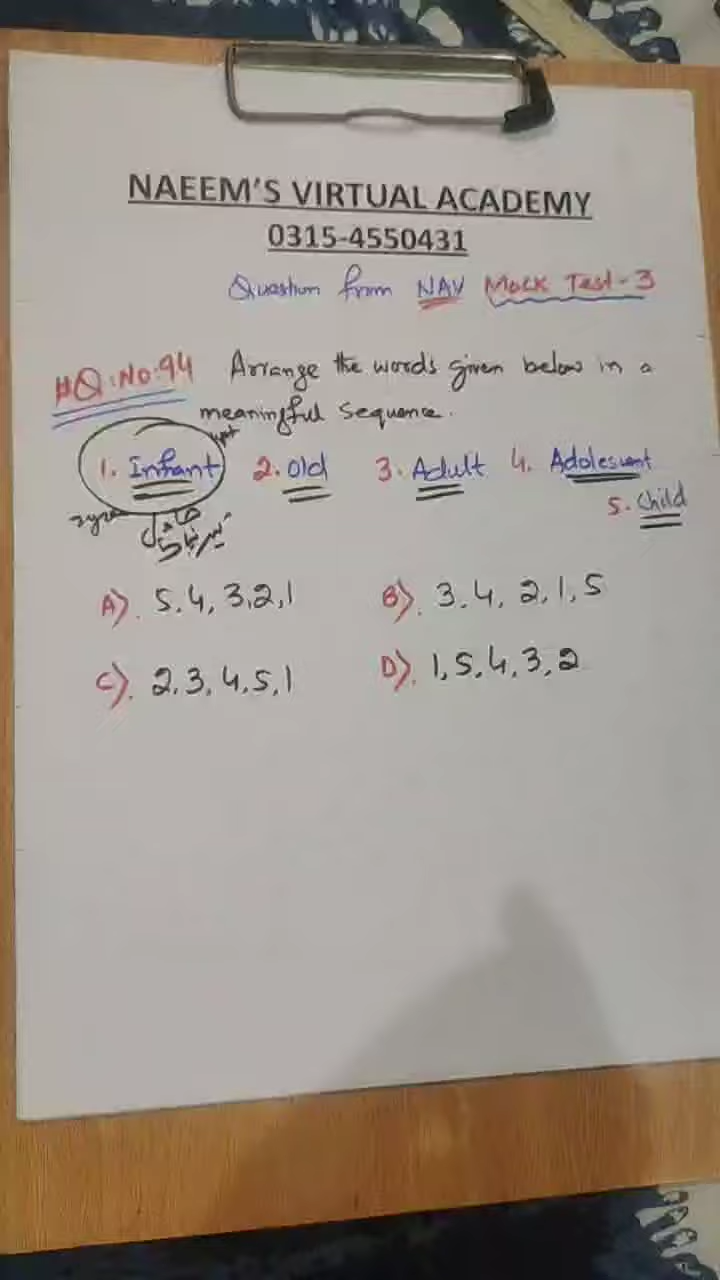 NAEEM'S VIRTUAL ACADEMY
0315-4550431
Question from NAV Mock Test-3
#Q:No:94 Arrange the words given below in a
meaningful sequence.
1. Infant 2. Old 3. Adult 4. Adolescent
5. Child
A). 5.4, 3,2,1 B). 3.4, 2,1,5
C). 2.3, 4,5,1 D). 1,5.4,3,2